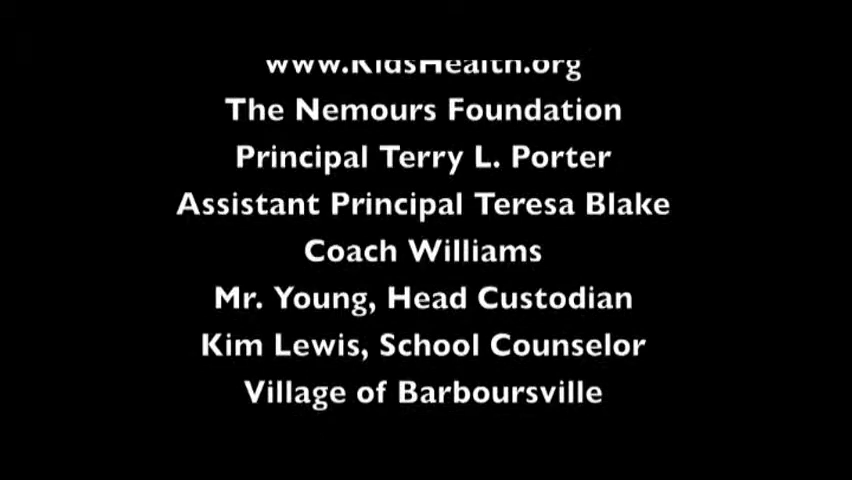 www.KidsHealth.org
The Nemours Foundation
Principal Terry L. Porter
Assistant Principal Teresa Blake
Coach Williams
Mr. Young, Head Custodian
Kim Lewis, School Counselor
Village of Barboursville